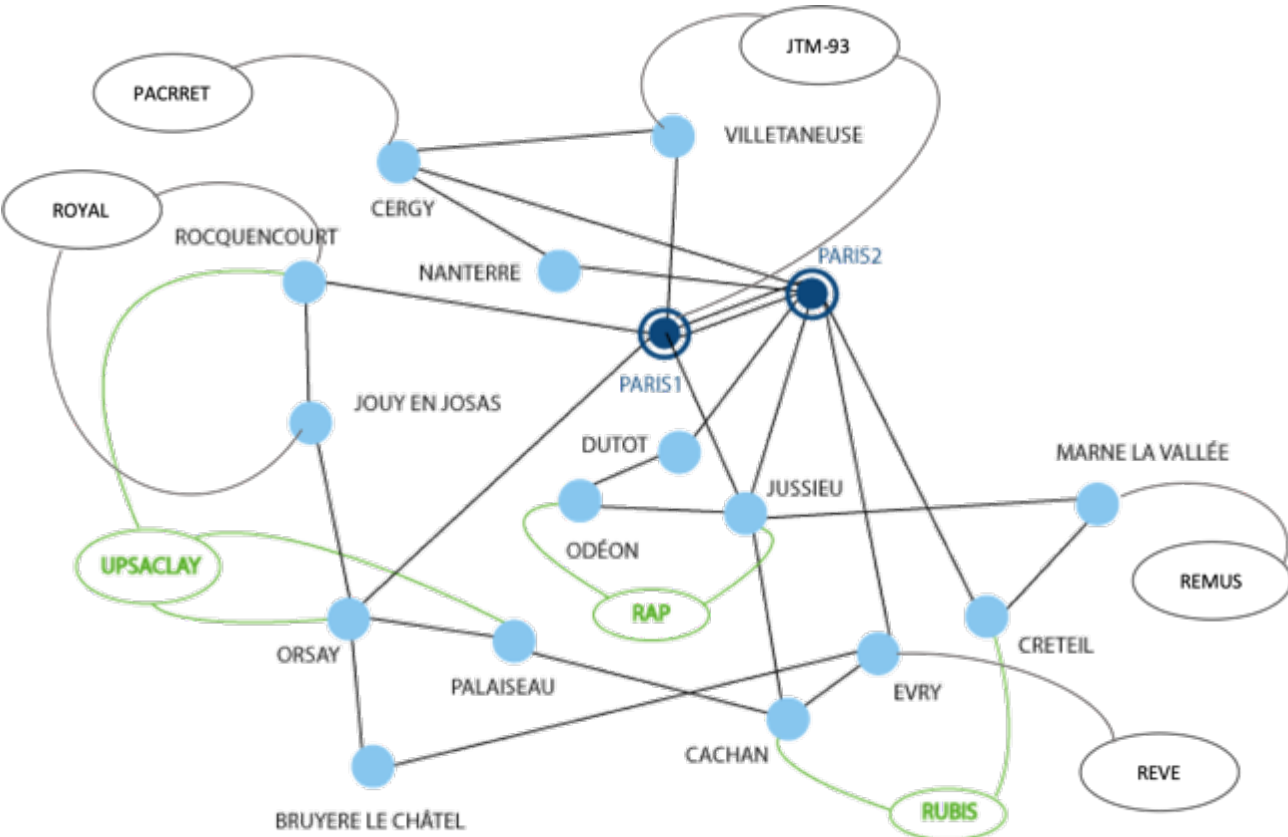 JTM-93
PACRRET
VILLETANEUSE
CERGY
ROYAL
ROCQUENCOURT
PARIS2
NANTERRE
PARIS1
JOUY EN JOSAS
DUTOT
MARNE LA VALLÉE
JUSSIEU
ODÉON
UPSACLAY
REMUS
RAP
CRETEIL
ORSAY
PALAISEAU
EVRY
CACHAN
REVE
RUBIS
BRUYERE LE CHÂTEL